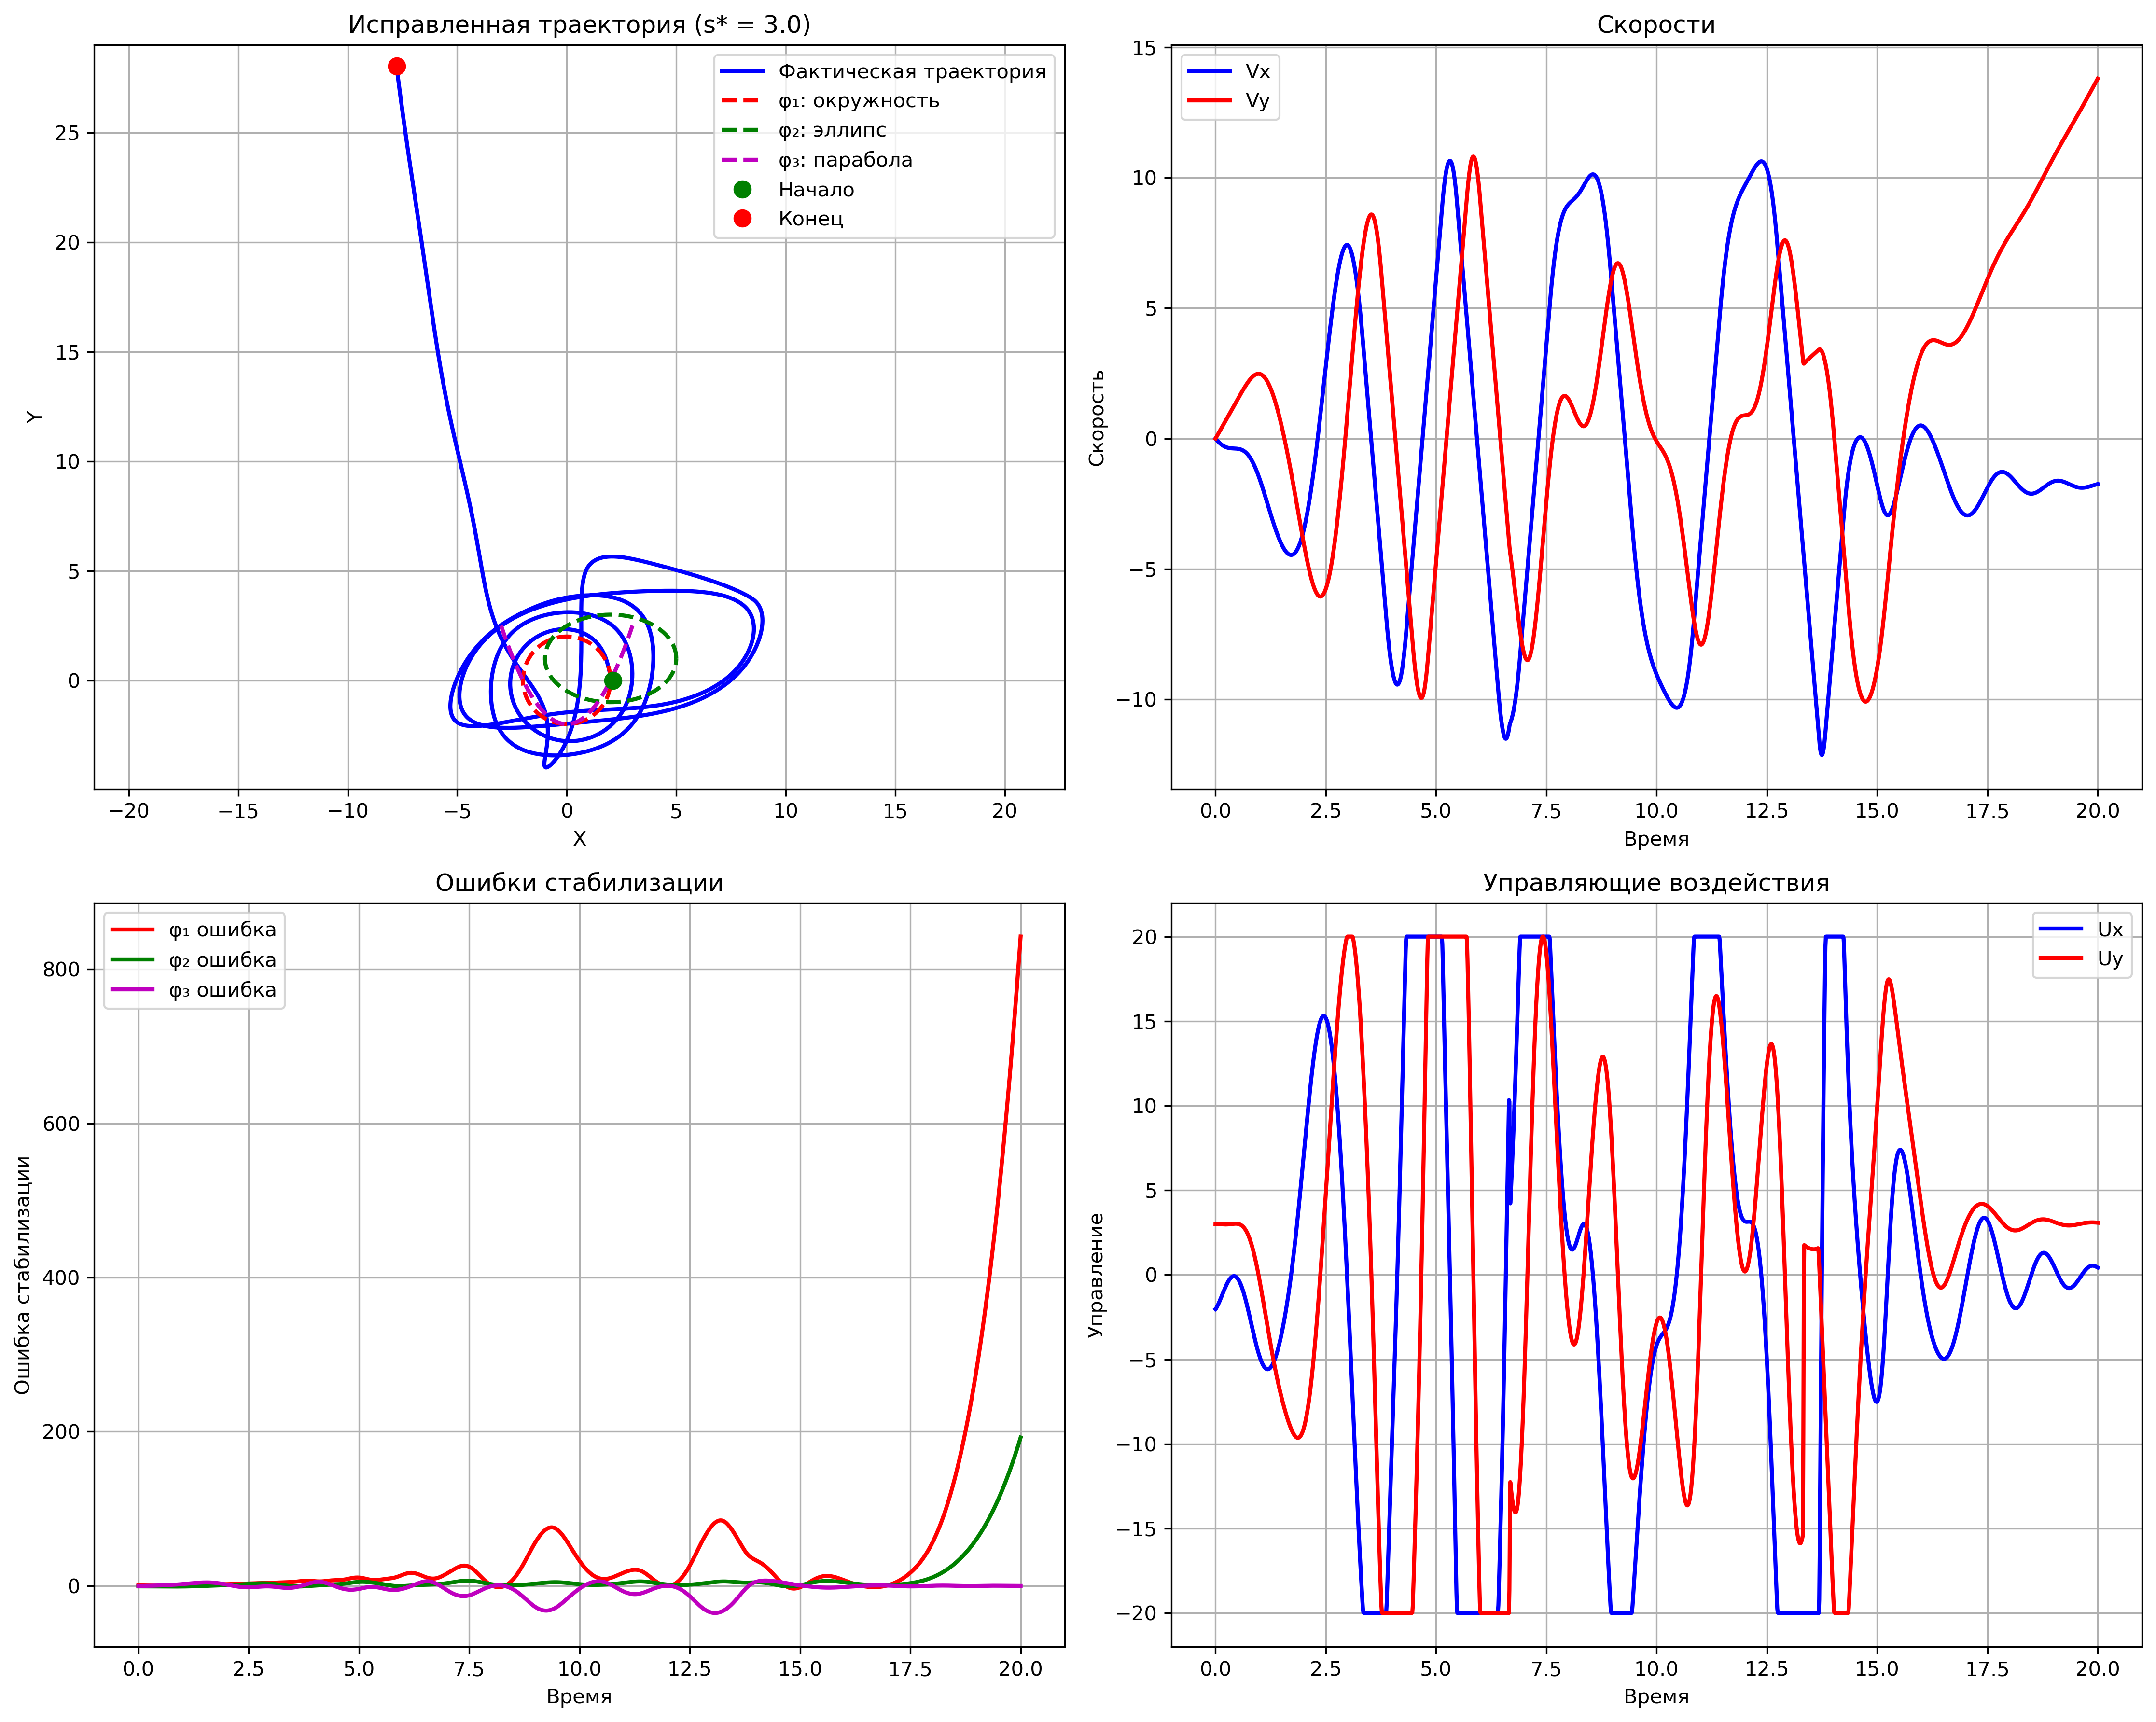 Исправленная траектория (s* = 3.0)
Фактическая траектория
φ₁: окружность
φ₂: эллипс
φ₃: парабола
Начало
Конец
25
20
15
10
5
0
Y
−20 −15 −10 −5 0 5 10 15 20
X
Скорости
Vx
Vy
15
10
5
0
−5
−10
Скорость
0.0 2.5 5.0 7.5 10.0 12.5 15.0 17.5 20.0
Время
Ошибки стабилизации
φ₁ ошибка
φ₂ ошибка
φ₃ ошибка
800
600
400
200
0
Ошибка стабилизации
0.0 2.5 5.0 7.5 10.0 12.5 15.0 17.5 20.0
Время
Управляющие воздействия
Ux
Uy
20
15
10
5
0
−5
−10
−15
−20
Управление
0.0 2.5 5.0 7.5 10.0 12.5 15.0 17.5 20.0
Время